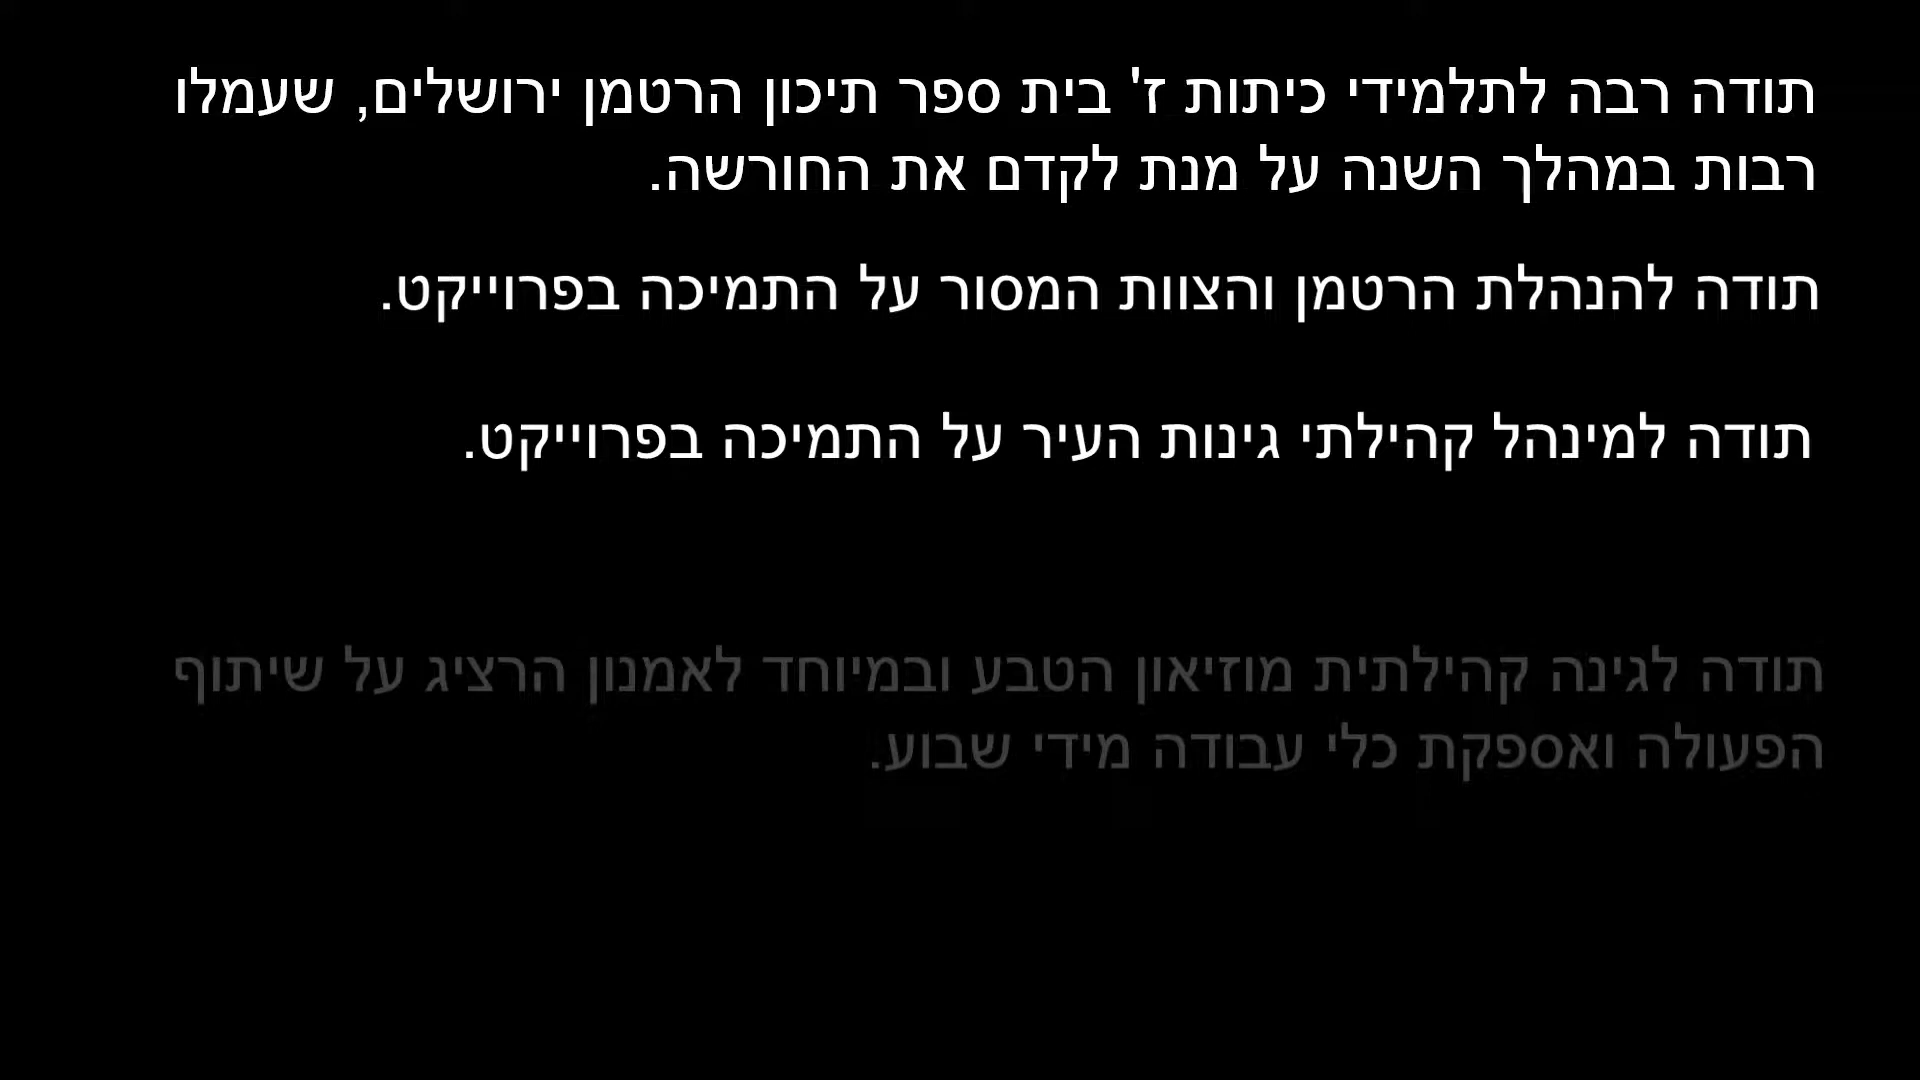 תודה רבה לתלמידי כיתות ז' בית ספר תיכון הרטמן ירושלים, שעמלו
רבות במהלך השנה על מנת לקדם את החורשה.
תודה להנהלת הרטמן והצוות המסור על התמיכה בפרוייקט.
תודה למינהל קהילתי גינות העיר על התמיכה בפרוייקט.
תודה לגינה קהילתית מוזיאון הטבע ובמיוחד לאמנון הרציג על שיתוף
הפעולה ואספקת כלי עבודה מידי שבוע.